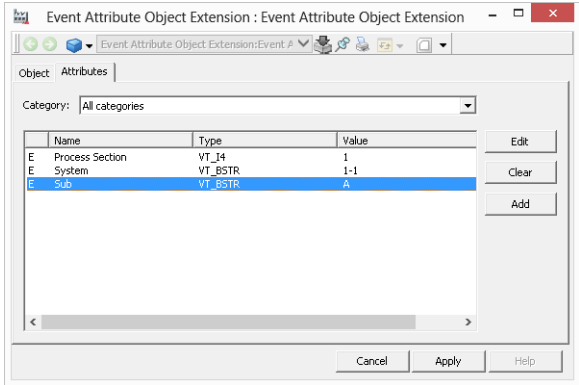 Event Attribute Object Extension : Event Attribute Object Extension
Event Attribute Object Extension:Event A
Object Attributes
Category: All categories
Name Type Value
E Process Section VT_I4 1
E System VT_BSTR 1-1
E Sub VT_BSTR A
Edit
Clear
Add
Cancel Apply Help